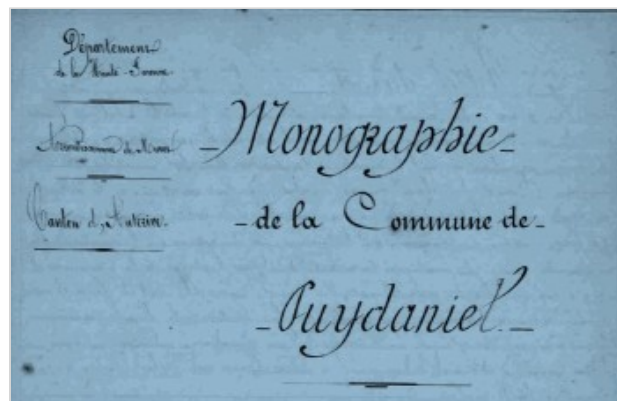 Département
de la Haute-Garonne.
Arrondissement de Muret
Canton d'Auterive.
- Monographie -
- de la Commune de -
- Puydaniel. -